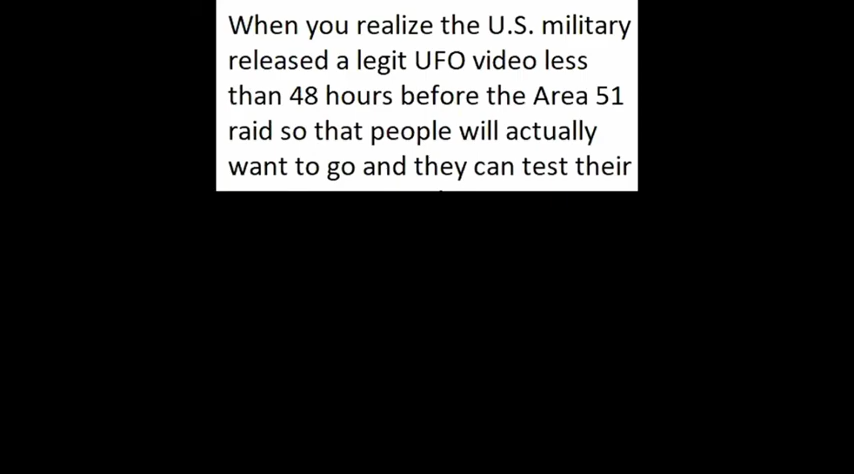 When you realize the U.S. military
released a legit UFO video less
than 48 hours before the Area 51
raid so that people will actually
want to go and they can test their